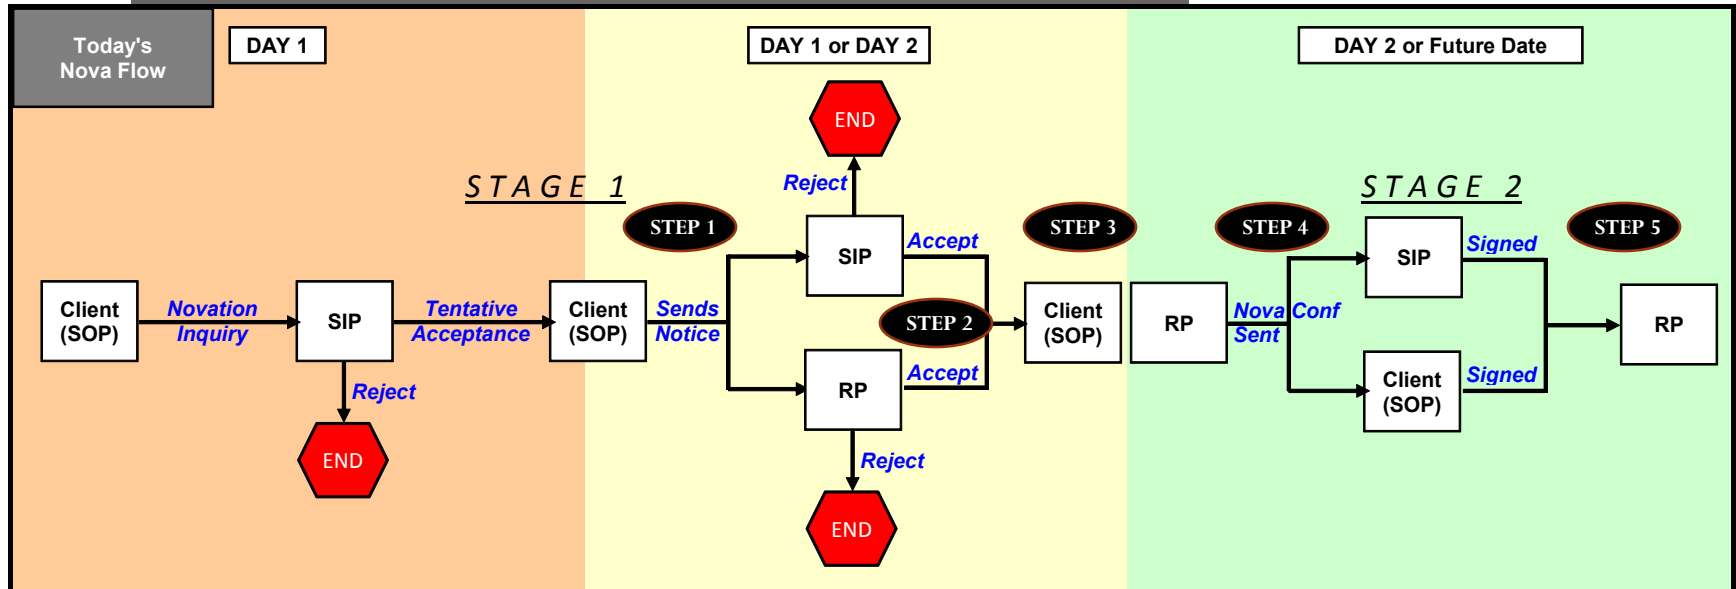 Today's
Nova Flow
DAY 1
DAY 1 or DAY 2
DAY 2 or Future Date
END
Reject
STAGE 1
STAGE 2
STEP 1
STEP 3
STEP 4
STEP 5
SIP
Accept
SIP
Signed
Client
(SOP)
Novation
Inquiry
SIP
Tentative
Acceptance
Client
(SOP)
Sends
Notice
STEP 2
Client
(SOP)
RP
Nova Conf
Sent
RP
Reject
RP
Accept
Client
(SOP)
Signed
END
Reject
END